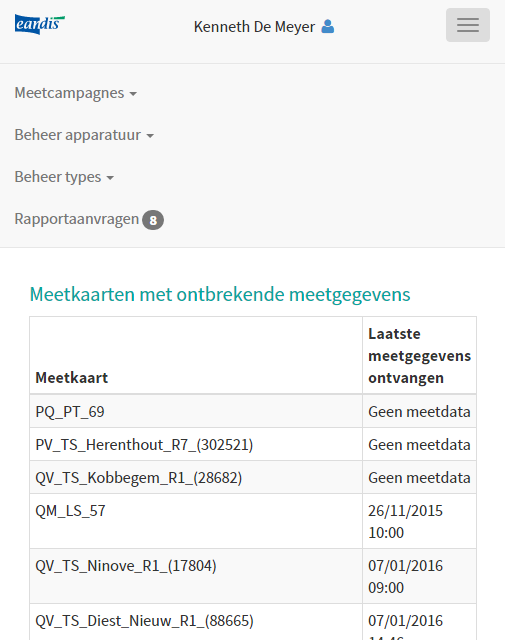 eandis
Kenneth De Meyer
Meetcampagnes
Beheer apparatuur
Beheer types
Rapportaanvragen 8
Meetkaarten met ontbrekende meetgegevens
Meetkaart
Laatste
meetgegevens
ontvangen
PQ_PT_69 Geen meetdata
PV_TS_Herenthout_R7_(302521) Geen meetdata
QV_TS_Kobbegem_R1_(28682) Geen meetdata
QM_LS_57 26/11/2015
10:00
QV_TS_Ninove_R1_(17804) 07/01/2016
09:00
QV_TS_Diest_Nieuw_R1_(88665) 07/01/2016